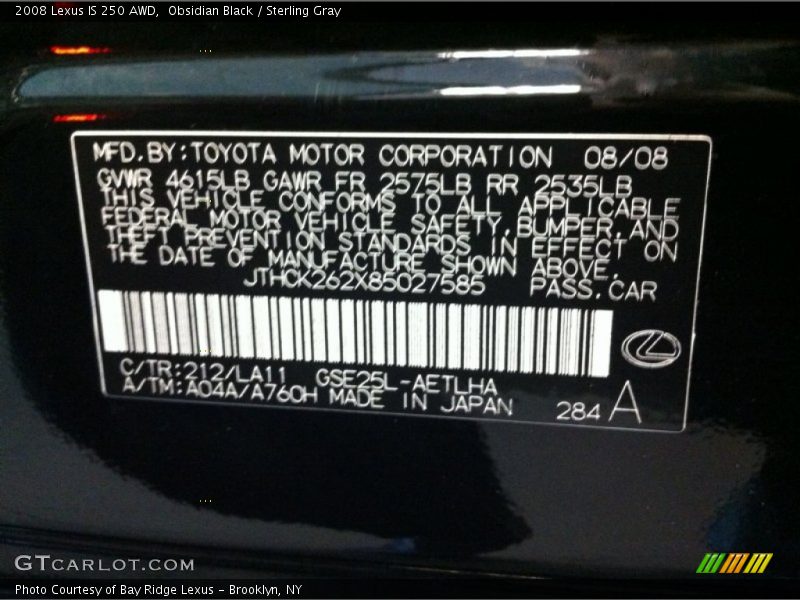 2008 Lexus IS 250 AWD,  Obsidian Black / Sterling Gray
MFD.BY:TOYOTA MOTOR CORPORATION 08/08
GVWR 4615LB GAWR FR 2575LB RR 2535LB
THIS VEHICLE CONFORMS TO ALL APPLICABLE
FEDERAL MOTOR VEHICLE SAFETY,BUMPER,AND
THEFT PREVENTION STANDARDS IN EFFECT ON
THE DATE OF MANUFACTURE SHOWN ABOVE.
JTHCK262X85027585 PASS.CAR
C/TR:212/LA11 GSE25L-AETLHA
A/TM:A04A/A760H MADE IN JAPAN 284 A
GTCARLOT.COM
Photo Courtesy of Bay Ridge Lexus - Brooklyn, NY